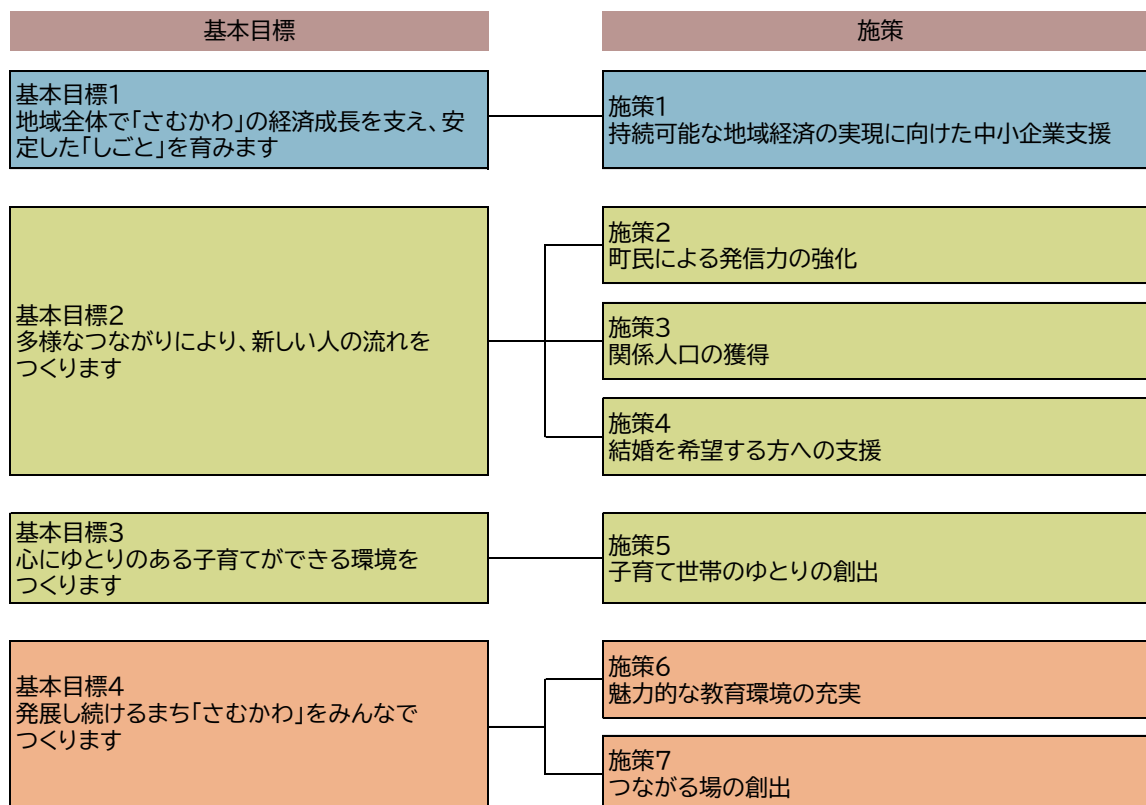 基本目標
施策
基本目標1
地域全体で「さむかわ」の経済成長を支え、安
定した「しごと」を育みます
施策1
持続可能な地域経済の実現に向けた中小企業支援
基本目標2
多様なつながりにより、新しい人の流れを
つくります
施策2
町民による発信力の強化
施策3
関係人口の獲得
施策4
結婚を希望する方への支援
基本目標3
心にゆとりのある子育てができる環境を
つくります
施策5
子育て世帯のゆとりの創出
基本目標4
発展し続けるまち「さむかわ」をみんなで
つくります
施策6
魅力的な教育環境の充実
施策7
つながる場の創出